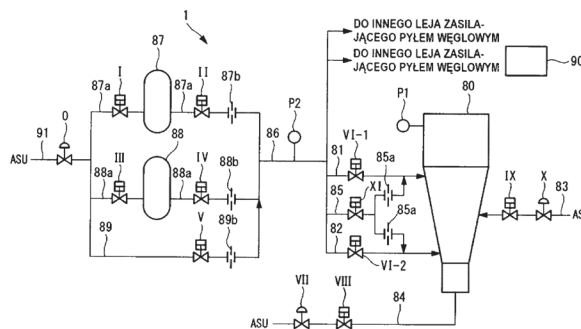 1
DO INNEGO LEJA ZASILA-
JĄCEGO PYŁEM WĘGLOWYM
DO INNEGO LEJA ZASILA-
JĄCEGO PYŁEM WĘGLOWYM
90
I
87
II
87a
87a
87b
P2
P1
80
O
91
ASU
88
86
VI-1
81
85a
III
IV
88a
88a
88b
85
XI
85a
IX
X
83
AS
V
89b
89
82
VI-2
VII
VIII
84
ASU